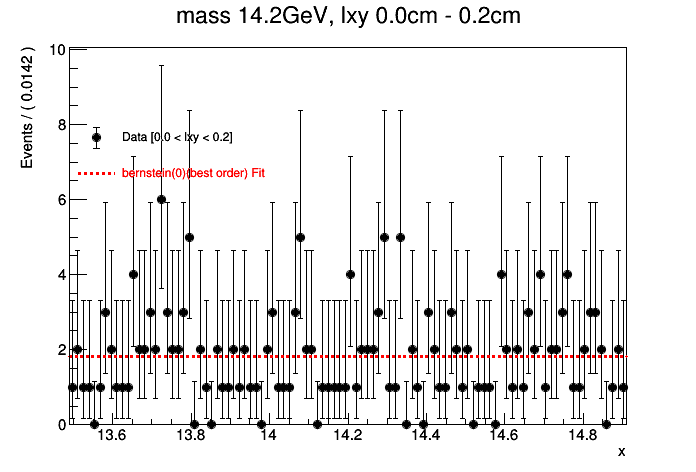 mass 14.2GeV, lxy 0.0cm - 0.2cm
Events / ( 0.0142 )
10
8
6
4
2
0
Data [0.0 < lxy < 0.2]
bernstein(0)(best order) Fit
13.6 13.8 14 14.2 14.4 14.6 14.8
x